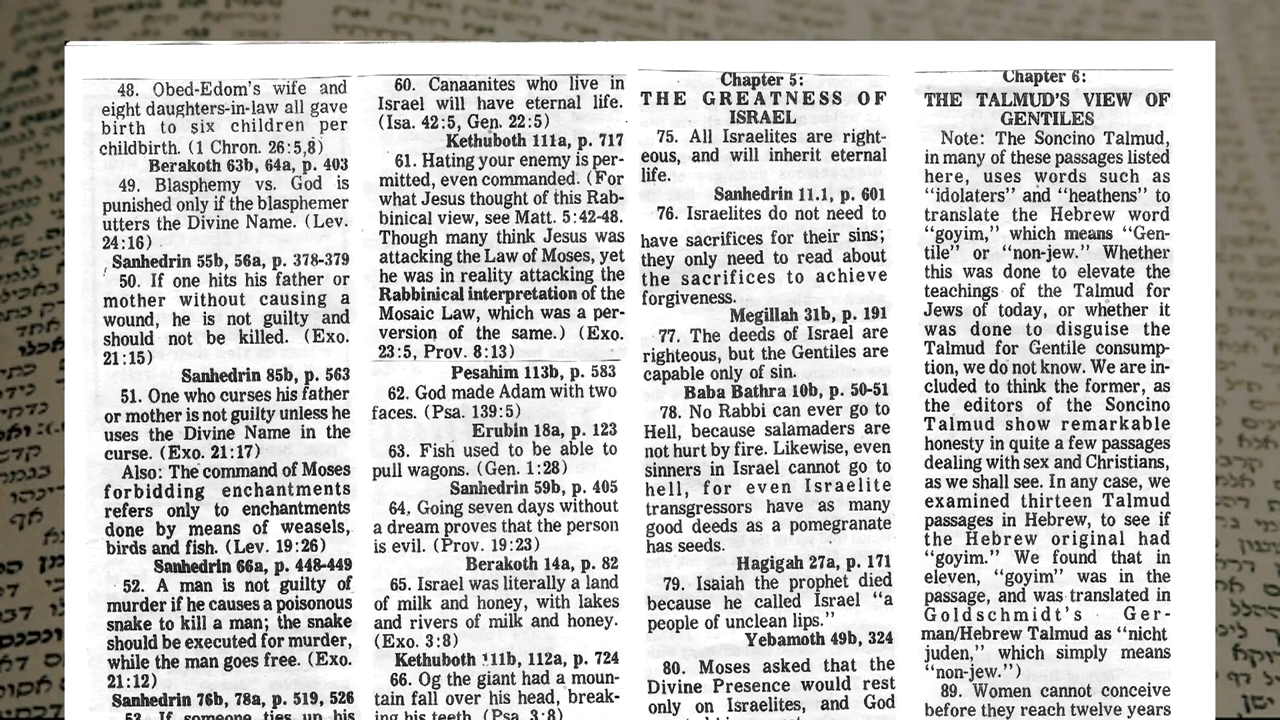 48. Obed-Edom's wife and
eight daughters-in-law all gave
birth to six children per
childbirth. (1 Chron. 26:5,8)
Berakoth 63b, 64a, p. 403
49. Blasphemy vs. God is
punished only if the blasphemer
utters the Divine Name. (Lev.
24:16)
Sanhedrin 55b, 56a, p. 378-379
50. If one hits his father or
mother without causing a
wound, he is not guilty and
should not be killed. (Exo.
21:15)
Sanhedrin 85b, p. 563
51. One who curses his father
or mother is not guilty unless he
uses the Divine Name in the
curse. (Exo. 21:17)
Also: The command of Moses
forbidding enchantments
refers only to enchantments
done by means of weasels,
birds and fish. (Lev. 19:26)
Sanhedrin 66a, p. 448-449
52. A man is not guilty of
murder if he causes a poisonous
snake to kill a man; the snake
should be executed for murder,
while the man goes free. (Exo.
21:12)
Sanhedrin 76b, 78a, p. 519, 526
53. If someone ties up his
60. Canaanites who live in
Israel will have eternal life.
(Isa. 42:5, Gen. 22:5)
Kethuboth 111a, p. 717
61. Hating your enemy is per-
mitted, even commanded. (For
what Jesus thought of this Rab-
binical view, see Matt. 5:42-48.
Though many think Jesus was
attacking the Law of Moses, yet
he was in reality attacking the
Rabbinical interpretation of the
Mosaic Law, which was a per-
version of the same.) (Exo.
23:5, Prov. 8:13)
Pesahim 113b, p. 583
62. God made Adam with two
faces. (Psa. 139:5)
Erubin 18a, p. 123
63. Fish used to be able to
pull wagons. (Gen. 1:28)
Sanhedrin 59b, p. 405
64, Going seven days without
a dream proves that the person
is evil. (Prov. 19:23)
Berakoth 14a, p. 82
65. Israel was literally a land
of milk and honey, with lakes
and rivers of milk and honey.
(Exo. 3:8)
Kethuboth 111b, 112a, p. 724
66. Og the giant had a moun-
tain fall over his head, break-
ing his teeth. (Psa. 3:8)
Chapter 5:
THE GREATNESS OF
ISRAEL
75. All Israelites are right-
eous, and will inherit eternal
life.
Sanhedrin 11.1, p. 601
76. Israelites do not need to
have sacrifices for their sins;
they only need to read about
the sacrifices to achieve
forgiveness.
Megillah 31b, p. 191
77. The deeds of Israel are
righteous, but the Gentiles are
capable only of sin.
Baba Bathra 10b, p. 50-51
78. No Rabbi can ever go to
Hell, because salamaders are
not hurt by fire. Likewise, even
sinners in Israel cannot go to
hell, for even Israelite
transgressors have as many
good deeds as a pomegranate
has seeds.
Hagigah 27a, p. 171
79. Isaiah the prophet died
because he called Israel "a
people of unclean lips."
Yebamoth 49b, 324
80. Moses asked that the
Divine Presence would rest
only on Israelites, and God
Chapter 6:
THE TALMUD'S VIEW OF
GENTILES
Note: The Soncino Talmud,
in many of these passages listed
here, uses words such as
"idolaters" and "heathens" to
translate the Hebrew word
"goyim," which means "Gen-
tile" or "non-jew." Whether
this was done to elevate the
teachings of the Talmud for
Jews of today, or whether it
was done to disguise the
Talmud for Gentile consump-
tion, we do not know. We are in-
cluded to think the former, as
the editors of the Soncino
Talmud show remarkable
honesty in quite a few passages
dealing with sex and Christians,
as we shall see. In any case, we
examined thirteen Talmud
passages in Hebrew, to see if
the Hebrew original had
"goyim." We found that in
eleven, "goyim" was in the
passage, and was translated in
Goldschmidt's Ger-
man/Hebrew Talmud as "nicht
juden," which simply means
"non-jew.")
89. Women cannot conceive
before they reach twelve years